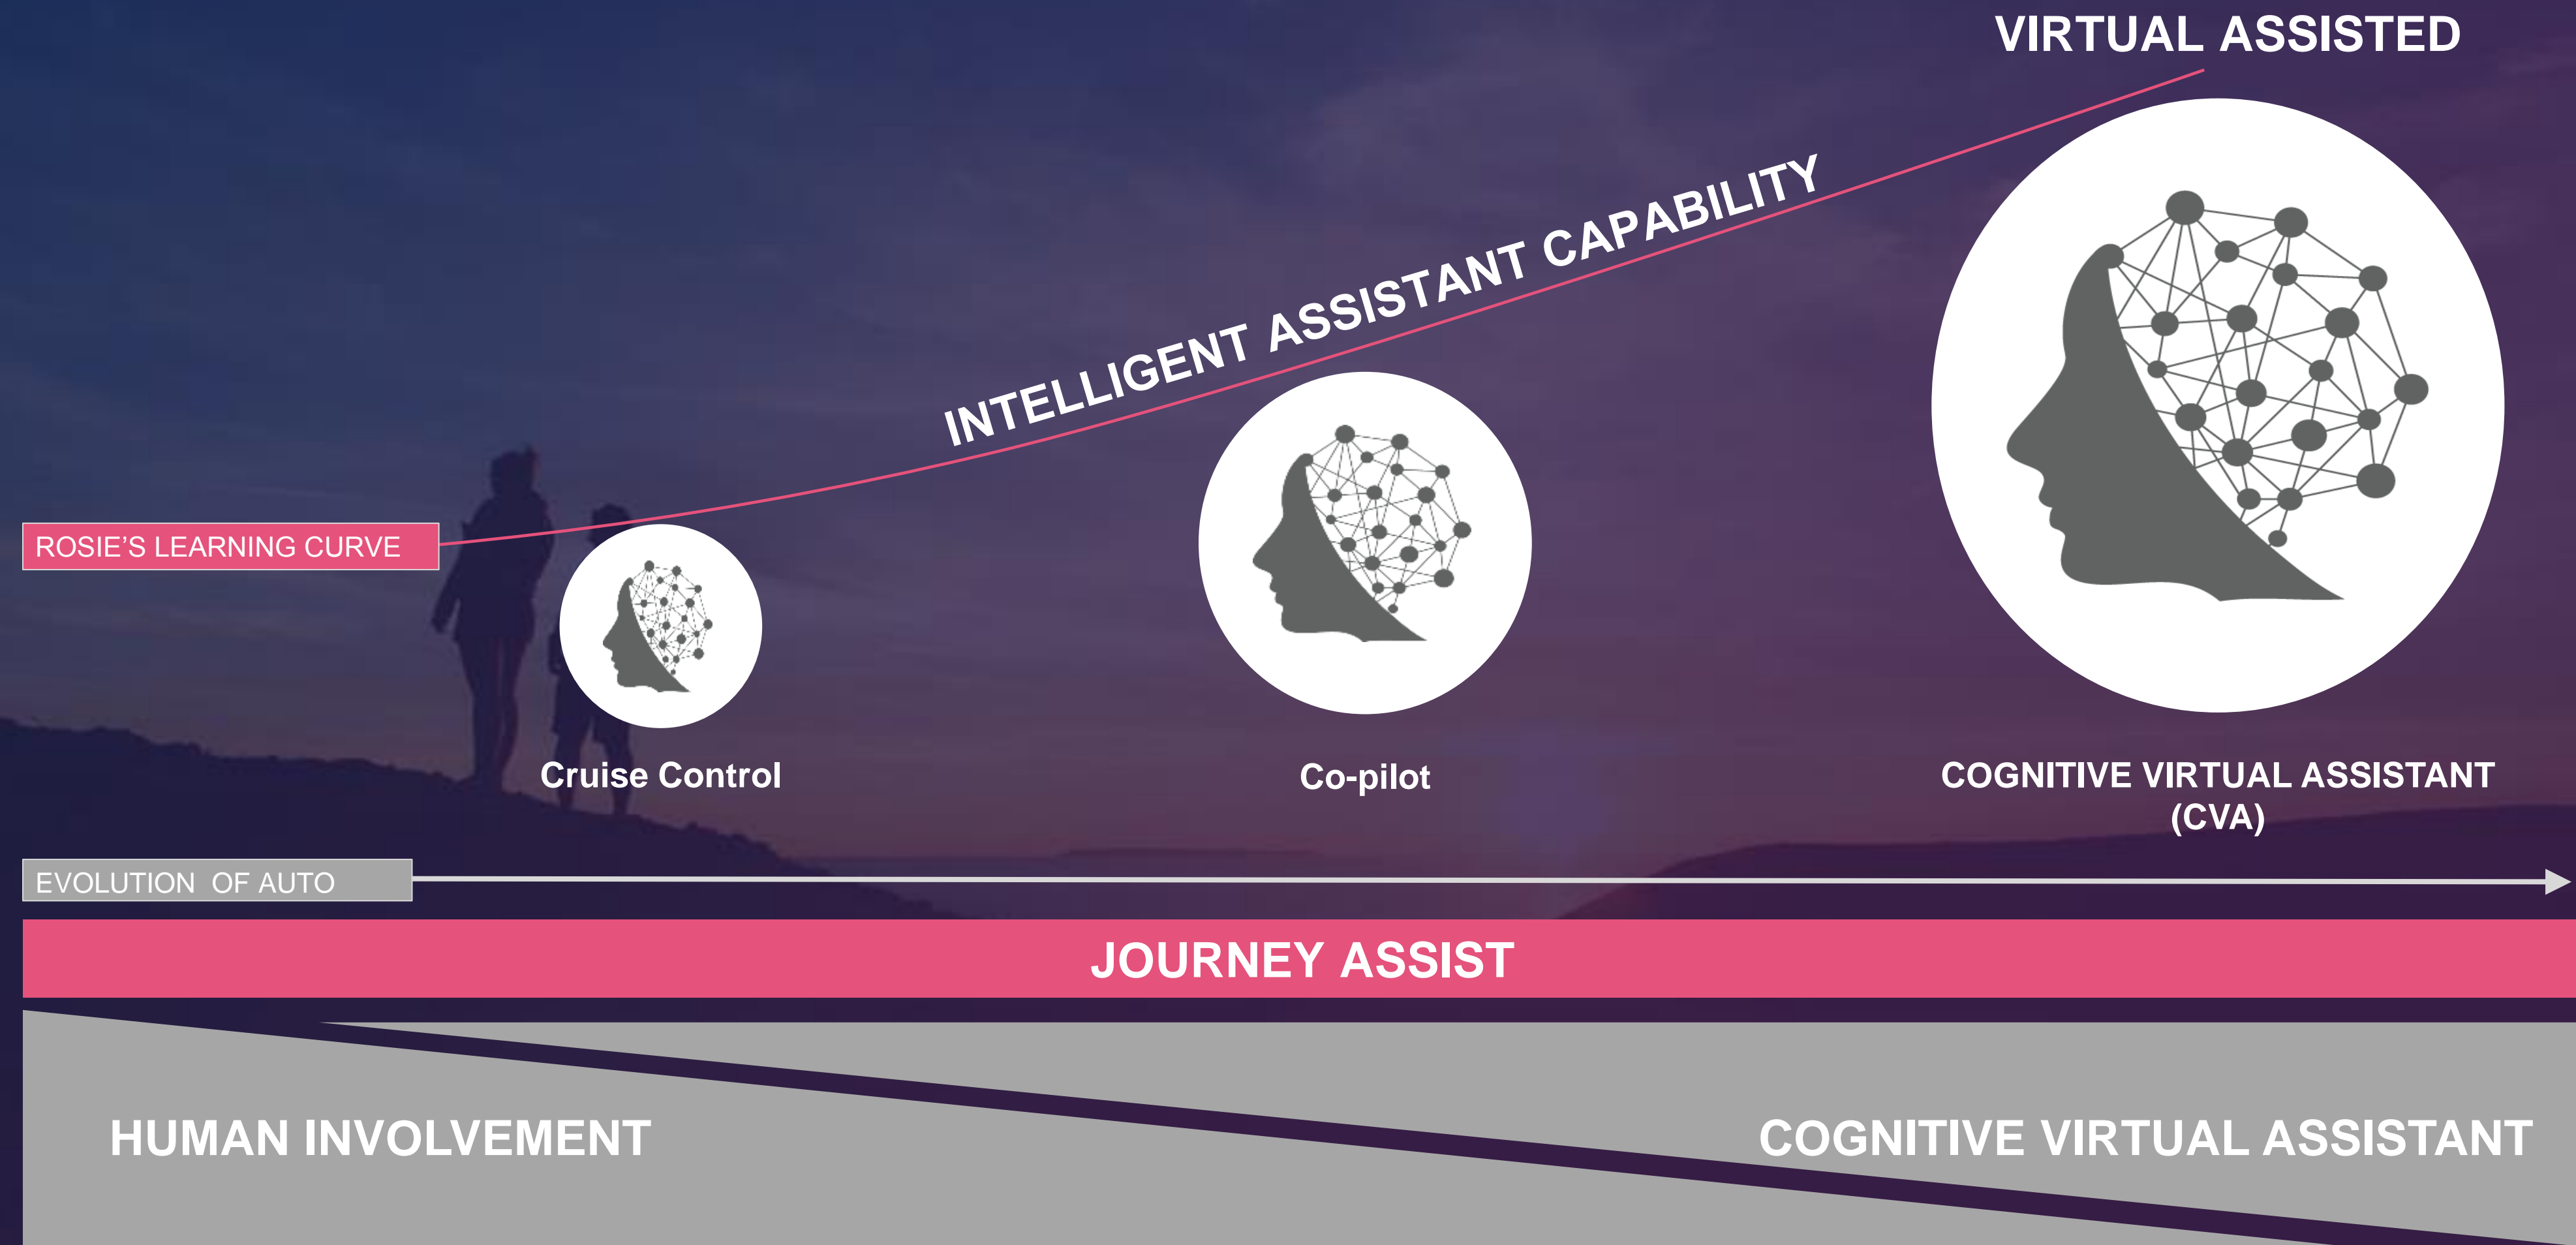 VIRTUAL ASSISTED
INTELLIGENT ASSISTANT CAPABILITY
ROSIE’S LEARNING CURVE
Cruise Control
Co-pilot
COGNITIVE VIRTUAL ASSISTANT
(CVA)
EVOLUTION OF AUTO
JOURNEY ASSIST
HUMAN INVOLVEMENT
COGNITIVE VIRTUAL ASSISTANT